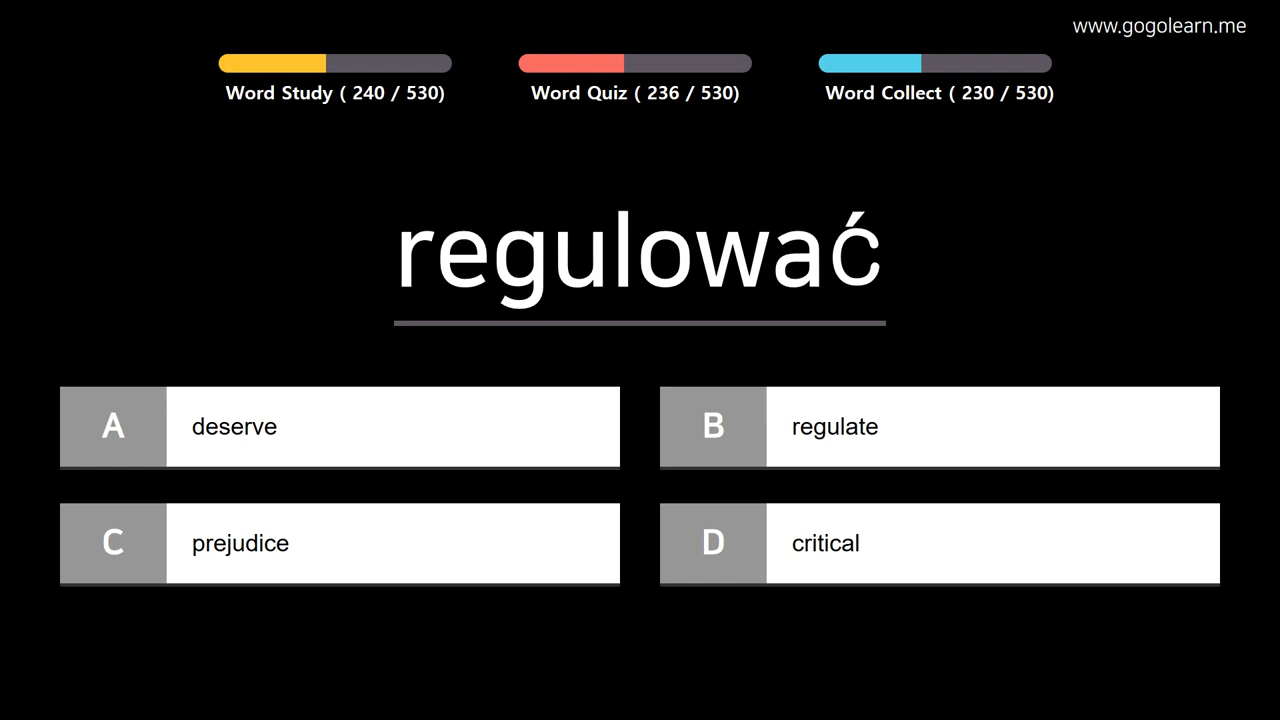 www.gogolearn.me
Word Study ( 240 / 530)
Word Quiz ( 236 / 530)
Word Collect ( 230 / 530)
regulować
A deserve
B regulate
C prejudice
D critical